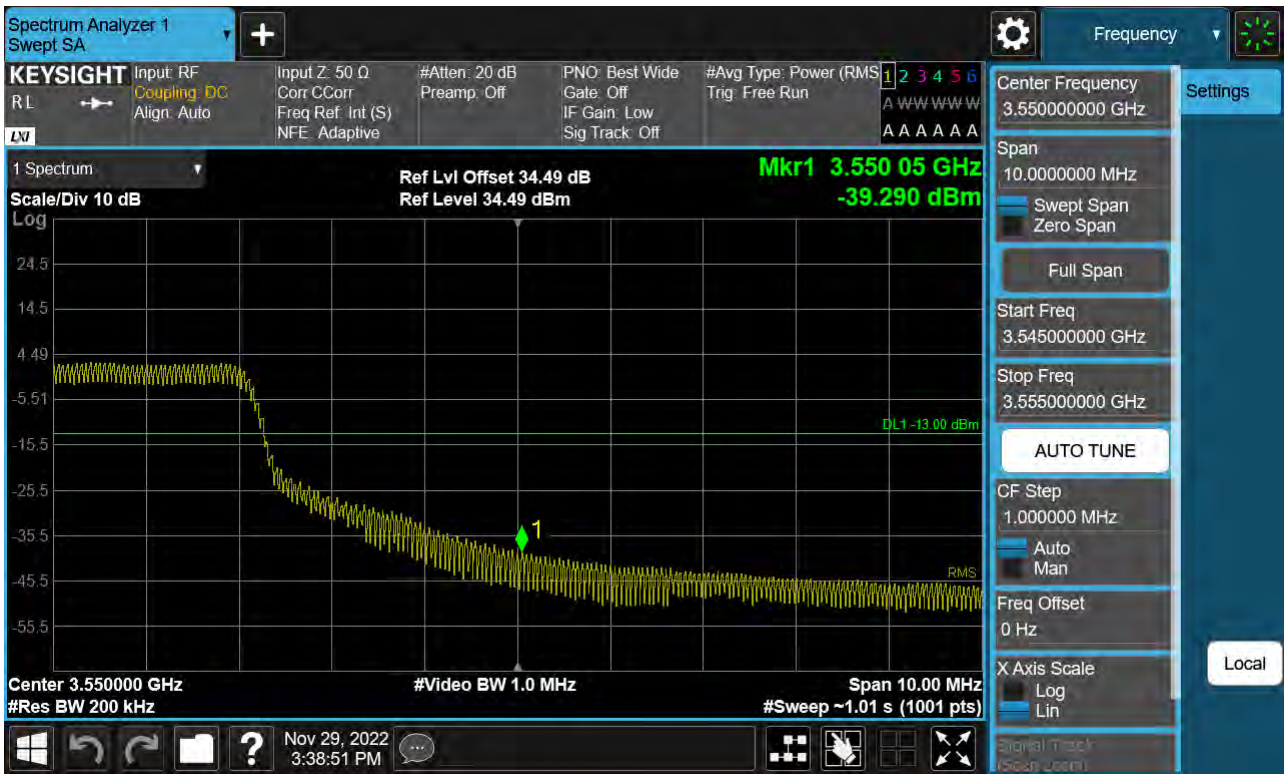 Spectrum Analyzer 1
Swept SA
+
Frequency
KEYSIGHT
RL
LXI
Input: RF
Coupling: DC
Align: Auto
Input Z: 50 Ω
Corr CCorr
Freq Ref: Int (S)
NFE: Adaptive
#Atten: 20 dB
Preamp: Off
PNO: Best Wide
Gate: Off
IF Gain: Low
Sig Track: Off
#Avg Type: Power (RMS
Trig: Free Run
1 2 3 4 5 6
A W W W W W
A A A A A A
1 Spectrum
Scale/Div 10 dB
Log
Ref Lvl Offset 34.49 dB
Ref Level 34.49 dBm
Mkr1 3.550 05 GHz
-39.290 dBm
24.5
14.5
4.49
-5.51
-15.5
-25.5
-35.5
-45.5
-55.5
DL1 -13.00 dBm
1
RMS
Center 3.550000 GHz
#Res BW 200 kHz
#Video BW 1.0 MHz
Span 10.00 MHz
#Sweep ~1.01 s (1001 pts)
Center Frequency
3.550000000 GHz
Settings
Span
10.0000000 MHz
Swept Span
Zero Span
Full Span
Start Freq
3.545000000 GHz
Stop Freq
3.555000000 GHz
AUTO TUNE
CF Step
1.000000 MHz
Auto
Man
Freq Offset
0 Hz
X Axis Scale
Log
Lin
Signal Track
(Span Zoom)
Local
?
Nov 29, 2022
3:38:51 PM